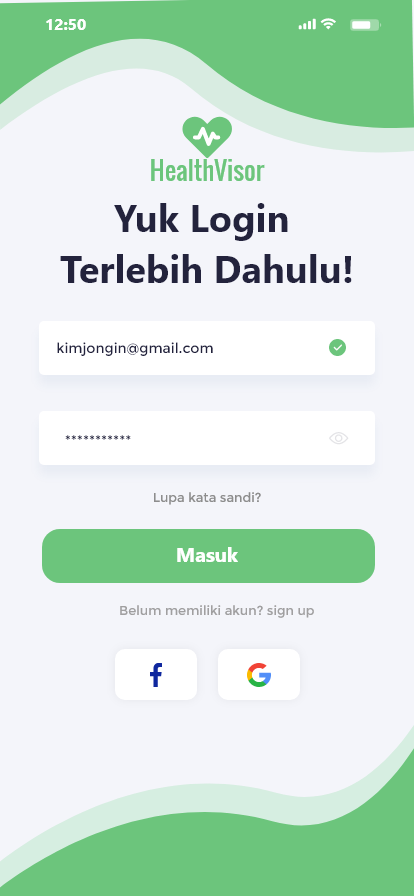 12:50
HealthVisor
Yuk Login
Terlebih Dahulu!
kimjongin@gmail.com
***********
Lupa kata sandi?
Masuk
Belum memiliki akun? sign up